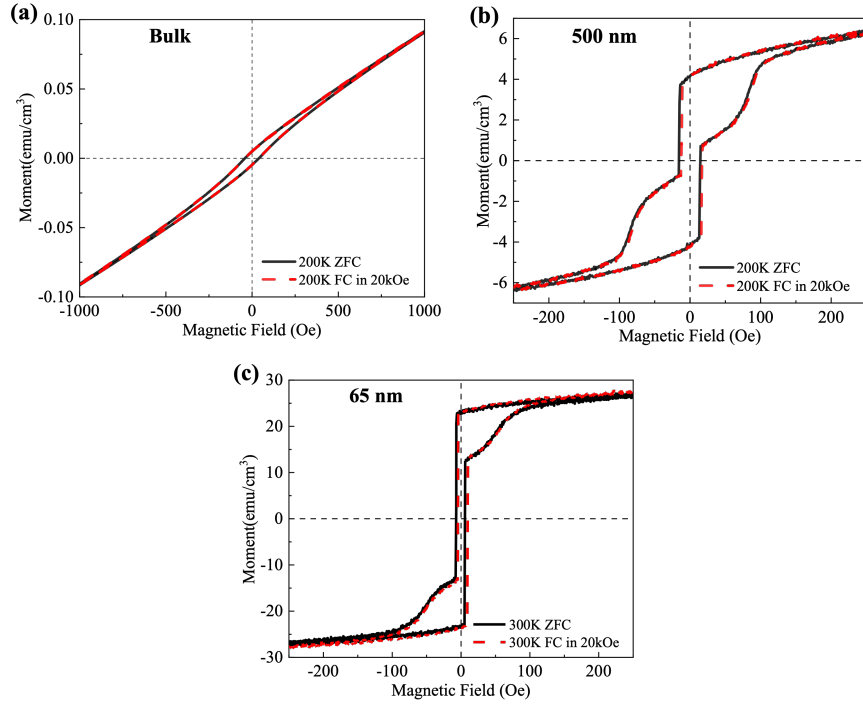 (a)
Bulk
Moment(emu/cm³)
0.10
0.05
0.00
-0.05
-0.10
-1000 -500 0 500 1000
Magnetic Field (Oe)
200K ZFC
200K FC in 20kOe
(b)
500 nm
Moment(emu/cm³)
6
4
2
0
-2
-4
-6
-200 -100 0 100 200
Magnetic Field (Oe)
200K ZFC
200K FC in 20kOe
(c)
65 nm
Moment(emu/cm³)
30
20
10
0
-10
-20
-30
-200 -100 0 100 200
Magnetic Field (Oe)
300K ZFC
300K FC in 20kOe